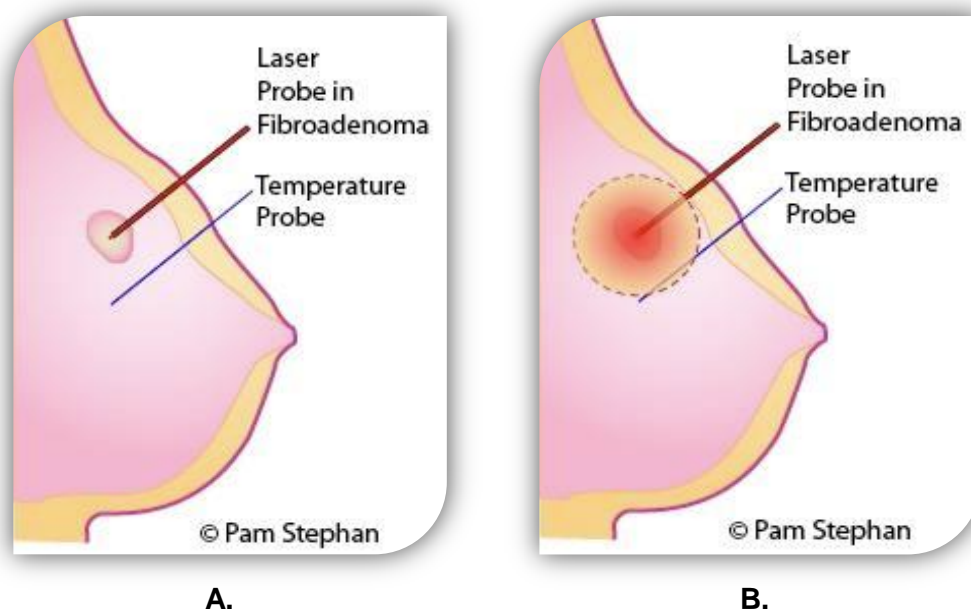 Laser
Probe in
Fibroadenoma
Temperature
Probe
© Pam Stephan
A.
Laser
Probe in
Fibroadenoma
Temperature
Probe
© Pam Stephan
B.